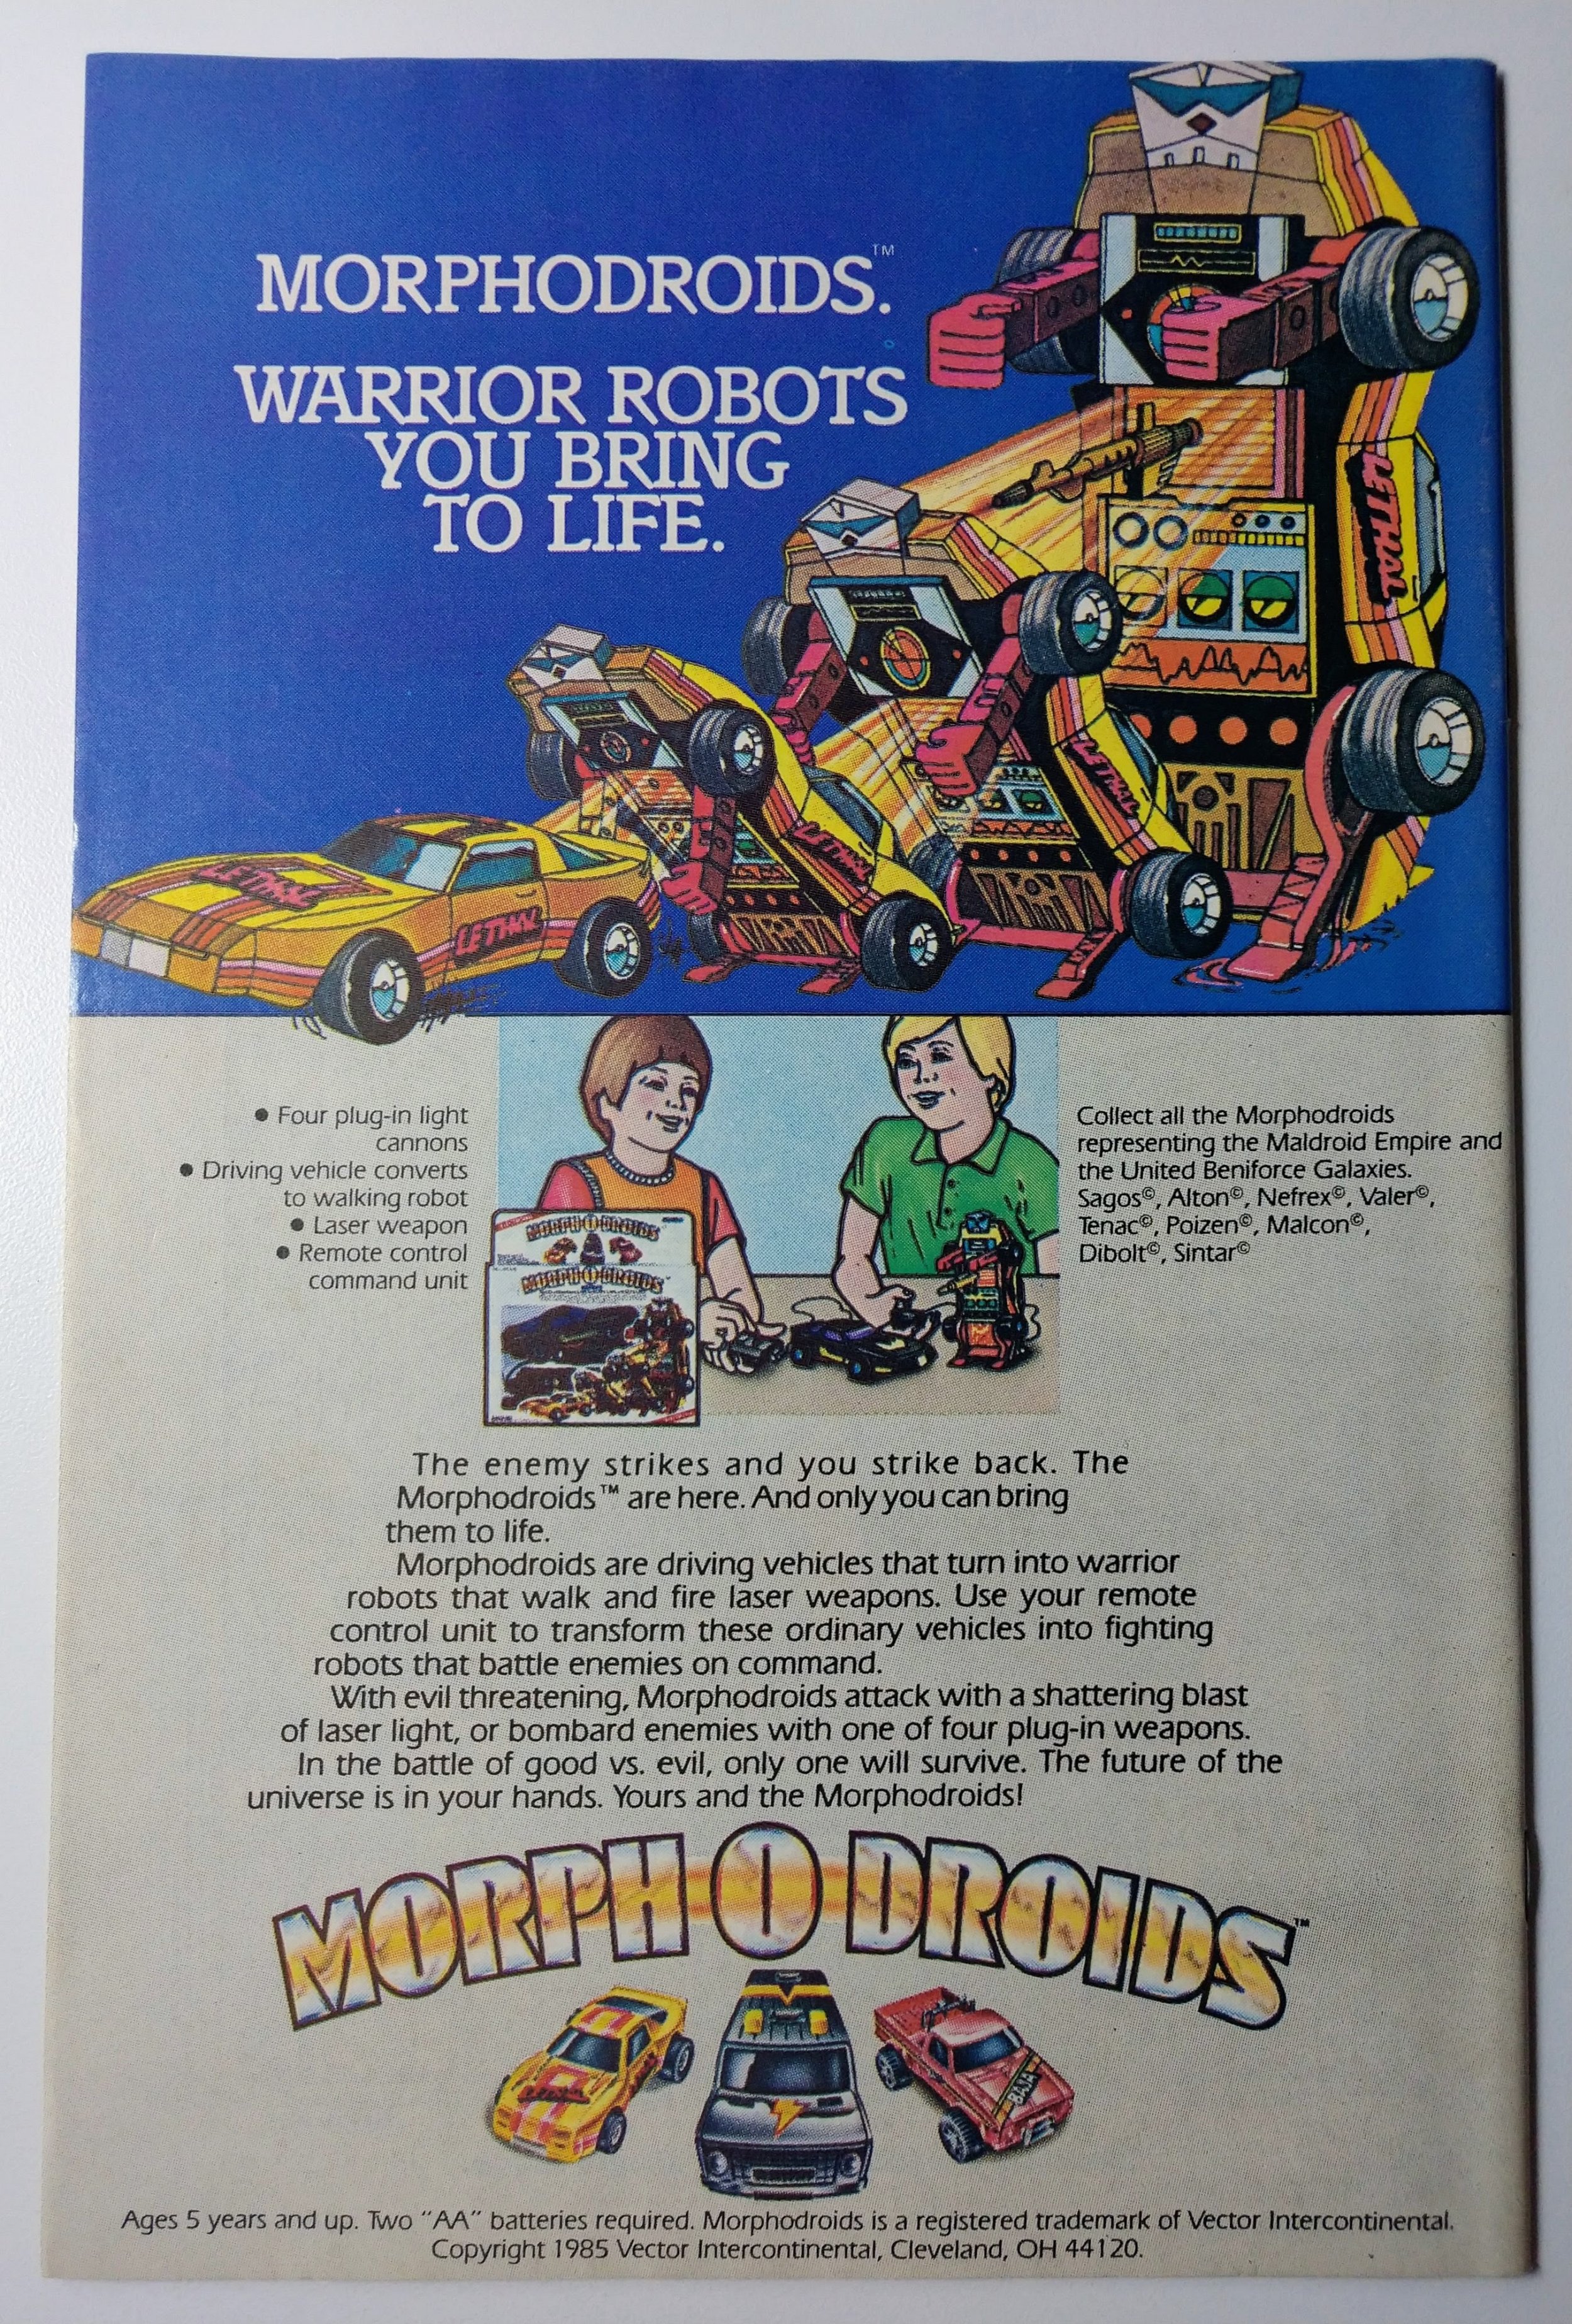 MORPHODROIDS.™
WARRIOR ROBOTS
YOU BRING
TO LIFE.
LETHAL
LETHAL
LETHAL
LETHAL
LETHAL
• Four plug-in light
cannons
• Driving vehicle converts
to walking robot
• Laser weapon
• Remote control
command unit
MORPH O DROIDS
MORPH O DROIDS™
Collect all the Morphodroids
representing the Maldroid Empire and
the United Beniforce Galaxies.
Sagos©, Alton©, Nefrex©, Valer©,
Tenac©, Poizen©, Malcon©,
Dibolt©, Sintar©
The enemy strikes and you strike back. The
Morphodroids™ are here. And only you can bring
them to life.
Morphodroids are driving vehicles that turn into warrior
robots that walk and fire laser weapons. Use your remote
control unit to transform these ordinary vehicles into fighting
robots that battle enemies on command.
With evil threatening, Morphodroids attack with a shattering blast
of laser light, or bombard enemies with one of four plug-in weapons.
In the battle of good vs. evil, only one will survive. The future of the
universe is in your hands. Yours and the Morphodroids!
MORPH O DROIDS™
LETHAL
BAJA
Ages 5 years and up. Two "AA" batteries required. Morphodroids is a registered trademark of Vector Intercontinental.
Copyright 1985 Vector Intercontinental, Cleveland, OH 44120.